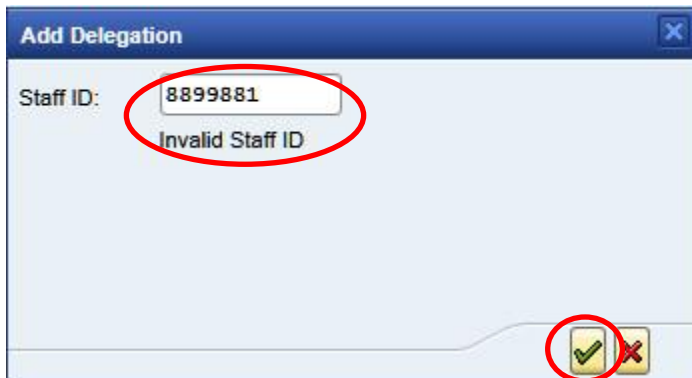 Add Delegation
Staff ID: 8899881
Invalid Staff ID